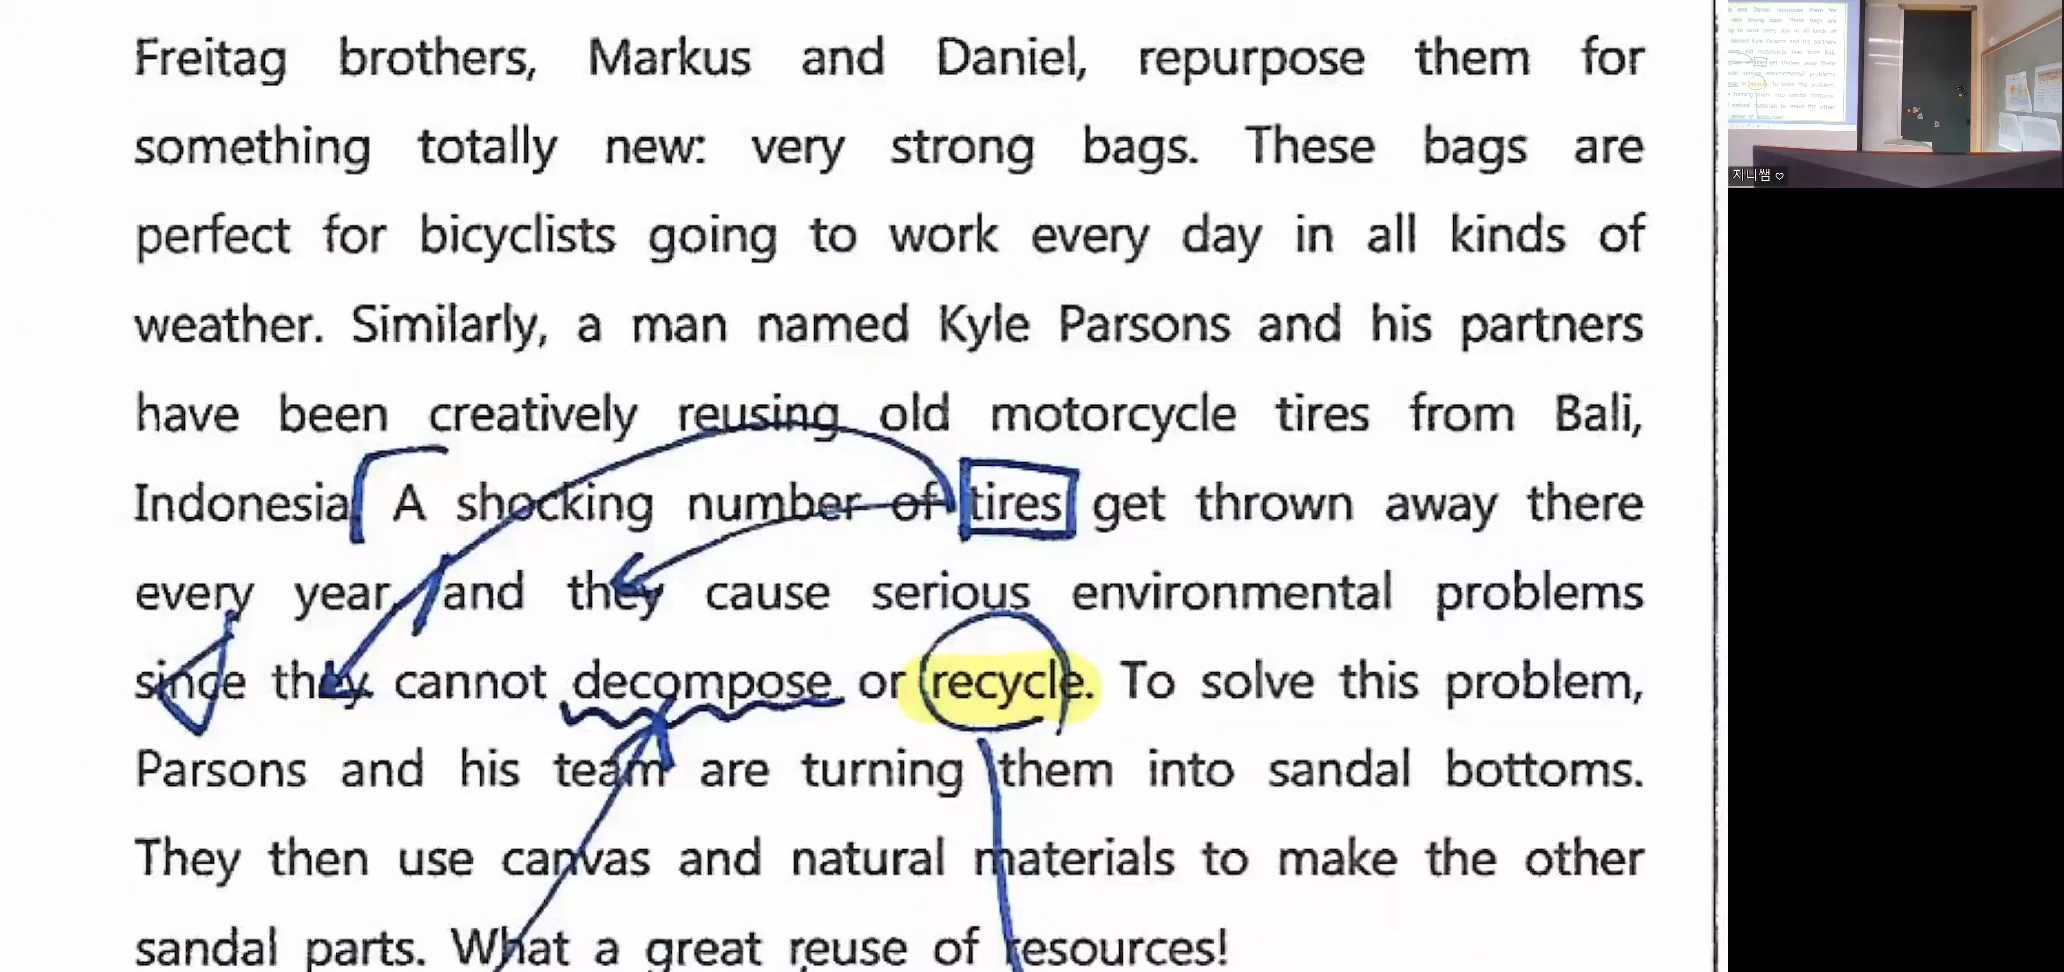 Freitag brothers, Markus and Daniel, repurpose them for
something totally new: very strong bags. These bags are
perfect for bicyclists going to work every day in all kinds of
weather. Similarly, a man named Kyle Parsons and his partners
have been creatively reusing old motorcycle tires from Bali,
Indonesia. A shocking number of tires get thrown away there
every year, and they cause serious environmental problems
since they cannot decompose or recycle. To solve this problem,
Parsons and his team are turning them into sandal bottoms.
They then use canvas and natural materials to make the other
sandal parts. What a great reuse of resources!
지니쌤 ♡